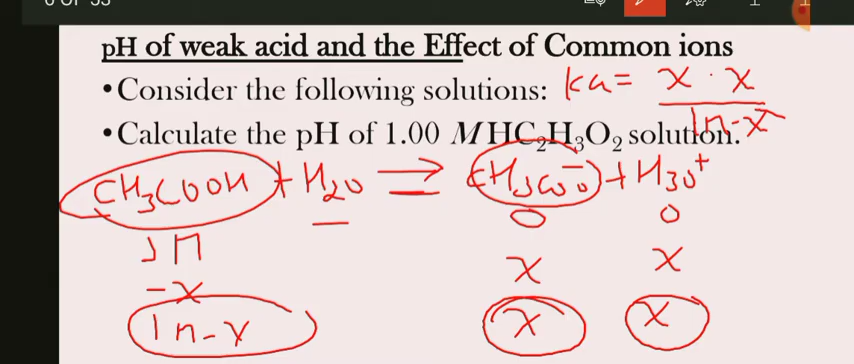 pH of weak acid and the Effect of Common ions
•Consider the following solutions: ka = x · x
1M-x
•Calculate the pH of 1.00 M HC₂H₃O₂ solution.
CH₃COOH + H₂O ⇌ CH₃COO⁻ + H₃O⁺
1M — 0 0
-x x x
1M-x x x